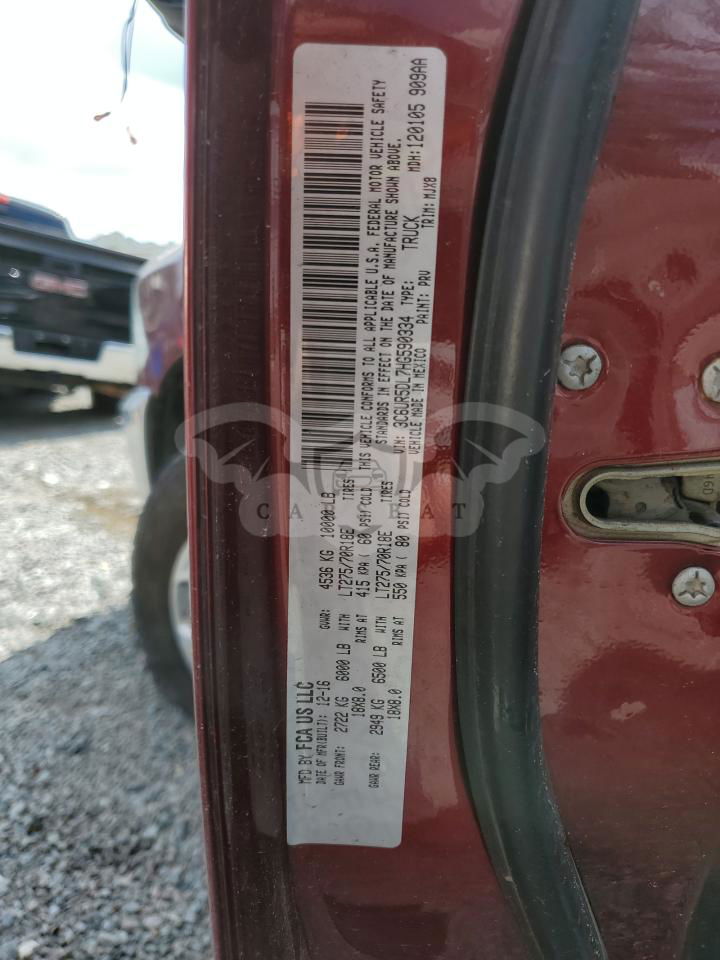 MFD BY FCA US LLC
DATE OF MFR(BUILT): 12-16
GVWR: 4536 KG 10000 LB
GAWR FRONT: 2722 KG 6000 LB WITH LT275/70R18E TIRES
18X8.0 RIMS AT 415 KPA ( 60 PSI) COLD
GAWR REAR: 2949 KG 6500 LB WITH LT275/70R18E TIRES
18X8.0 RIMS AT 550 KPA ( 80 PSI) COLD
THIS VEHICLE CONFORMS TO ALL APPLICABLE U.S.A. FEDERAL MOTOR VEHICLE SAFETY
STANDARDS IN EFFECT ON THE DATE OF MANUFACTURE SHOWN ABOVE.
VIN: 3C6UR5DL7HG590334 TYPE: TRUCK MDH:120105 909AA
VEHICLE MADE IN MEXICO PAINT: PRV TRIM: MJX8
GMC